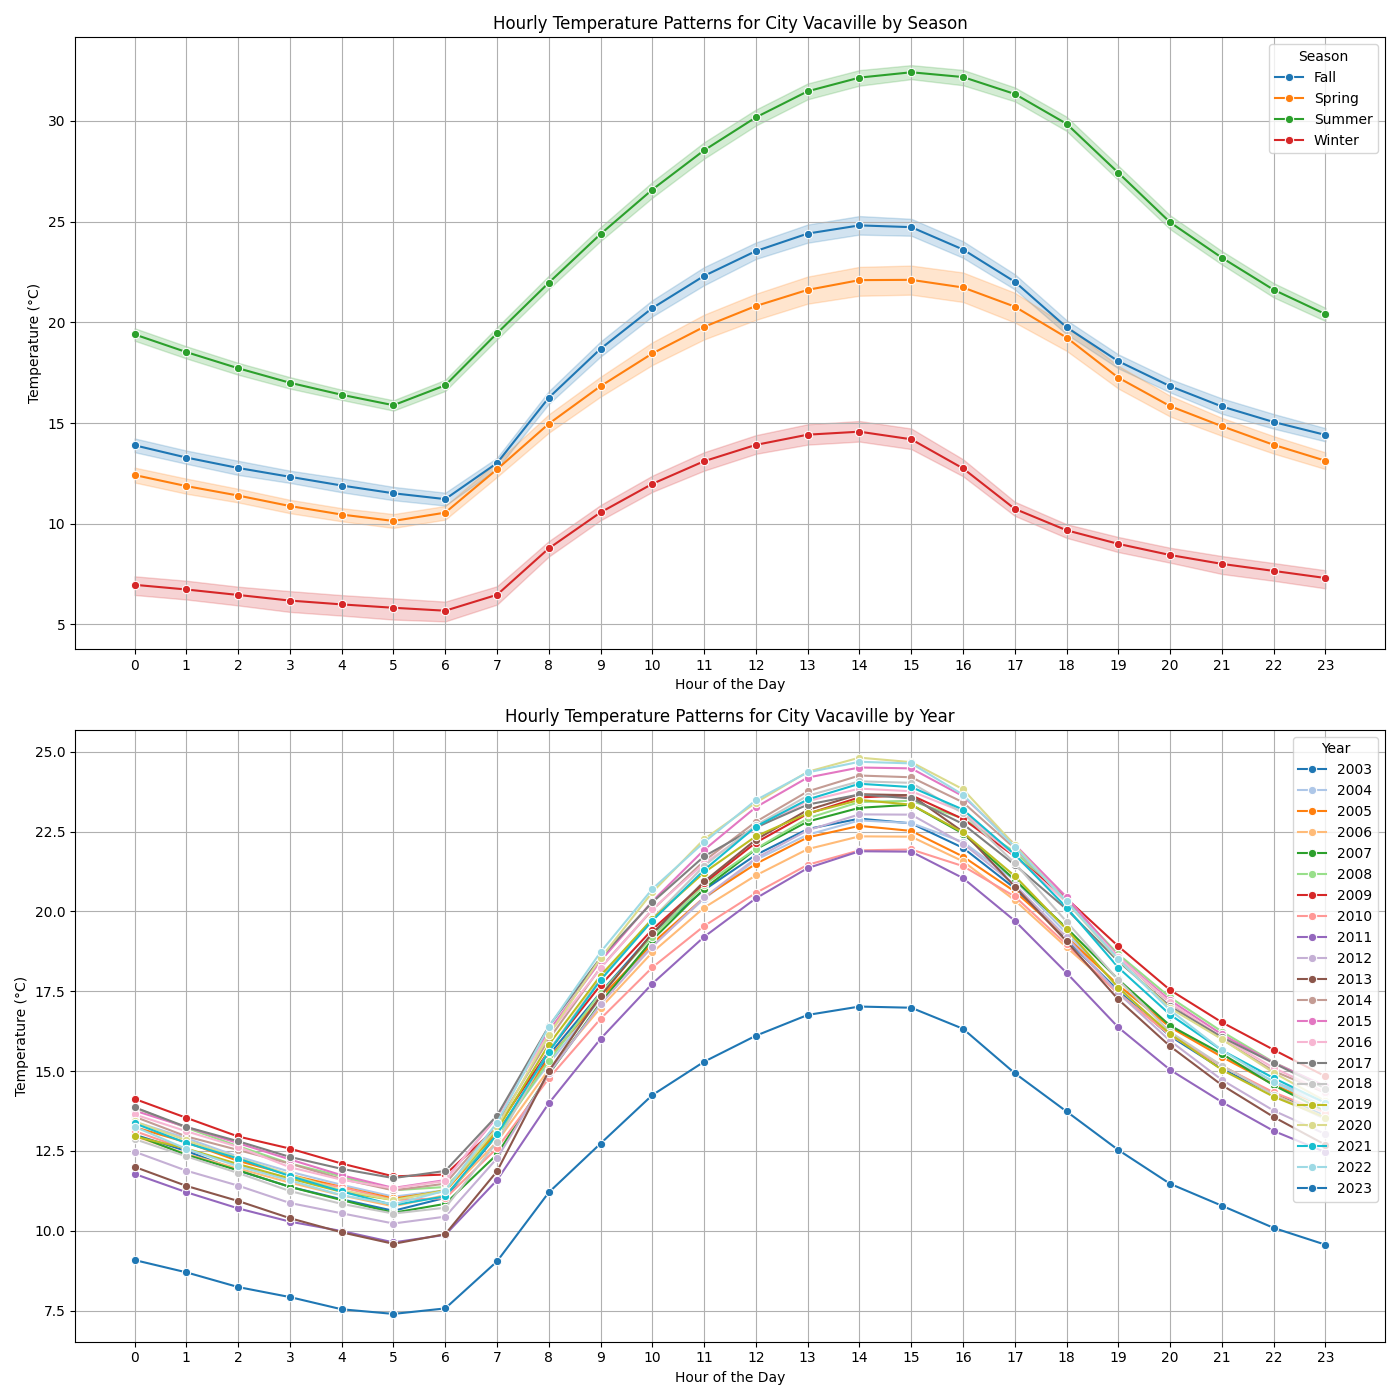 Hourly Temperature Patterns for City Vacaville by Season
Season
Fall
Spring
Summer
Winter
Temperature (°C)
30
25
20
15
10
5
0 1 2 3 4 5 6 7 8 9 10 11 12 13 14 15 16 17 18 19 20 21 22 23
Hour of the Day
Hourly Temperature Patterns for City Vacaville by Year
Year
2003
2004
2005
2006
2007
2008
2009
2010
2011
2012
2013
2014
2015
2016
2017
2018
2019
2020
2021
2022
2023
Temperature (°C)
25.0
22.5
20.0
17.5
15.0
12.5
10.0
7.5
0 1 2 3 4 5 6 7 8 9 10 11 12 13 14 15 16 17 18 19 20 21 22 23
Hour of the Day